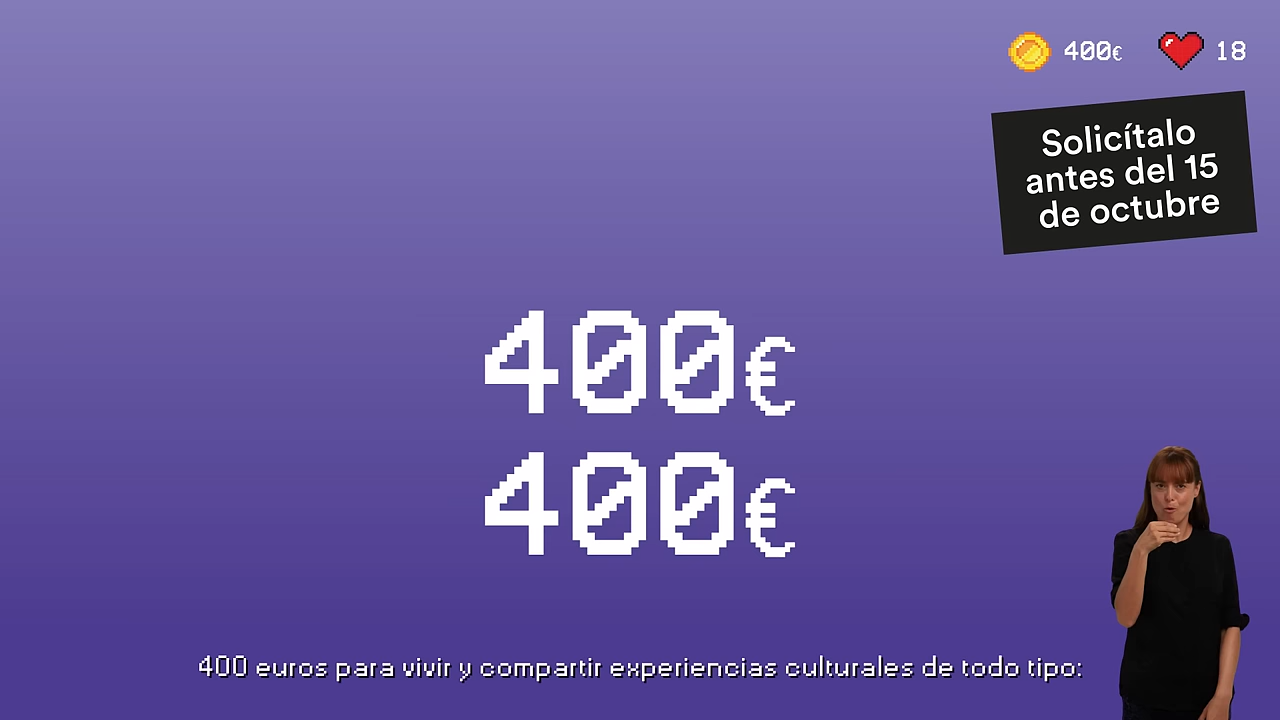 400€ 18
Solicítalo
antes del 15
de octubre
400€
400€
400 euros para vivir y compartir experiencias culturales de todo tipo: